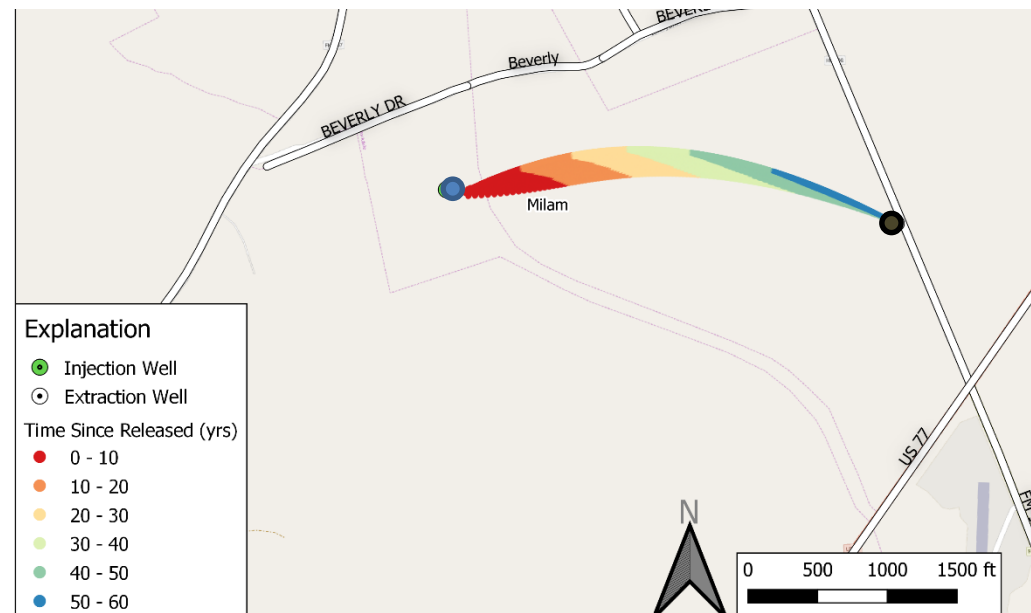 BEVERLY DR
Beverly
Milam
US 77
N
Explanation
Injection Well
Extraction Well
Time Since Released (yrs)
0 - 10
10 - 20
20 - 30
30 - 40
40 - 50
50 - 60
0 500 1000 1500 ft